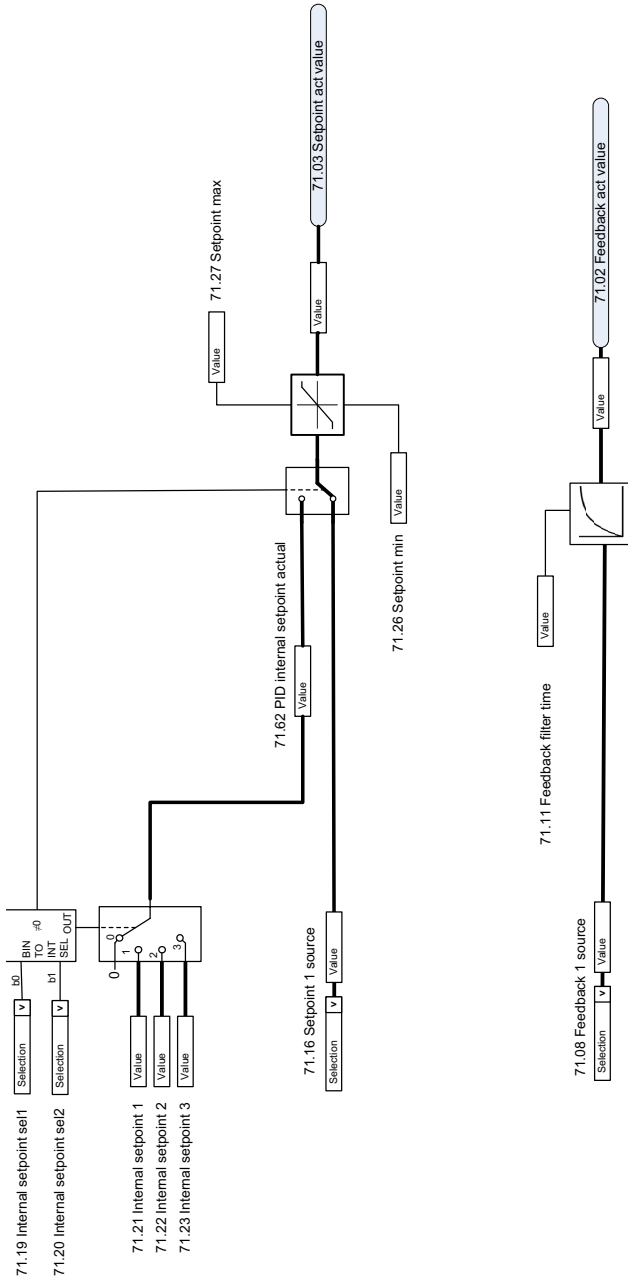 71.19 Internal setpoint sel1
Selection
v
b0
71.20 Internal setpoint sel2
Selection
v
b1
BIN
TO
INT
SEL
≠0
OUT
0
0
1
2
3
71.21 Internal setpoint 1
Value
71.22 Internal setpoint 2
Value
71.23 Internal setpoint 3
Value
71.62 PID internal setpoint actual
Value
71.16 Setpoint 1 source
Selection
v
Value
71.27 Setpoint max
Value
71.26 Setpoint min
Value
Value
71.03 Setpoint act value
71.11 Feedback filter time
Value
71.08 Feedback 1 source
Selection
v
Value
Value
71.02 Feedback act value